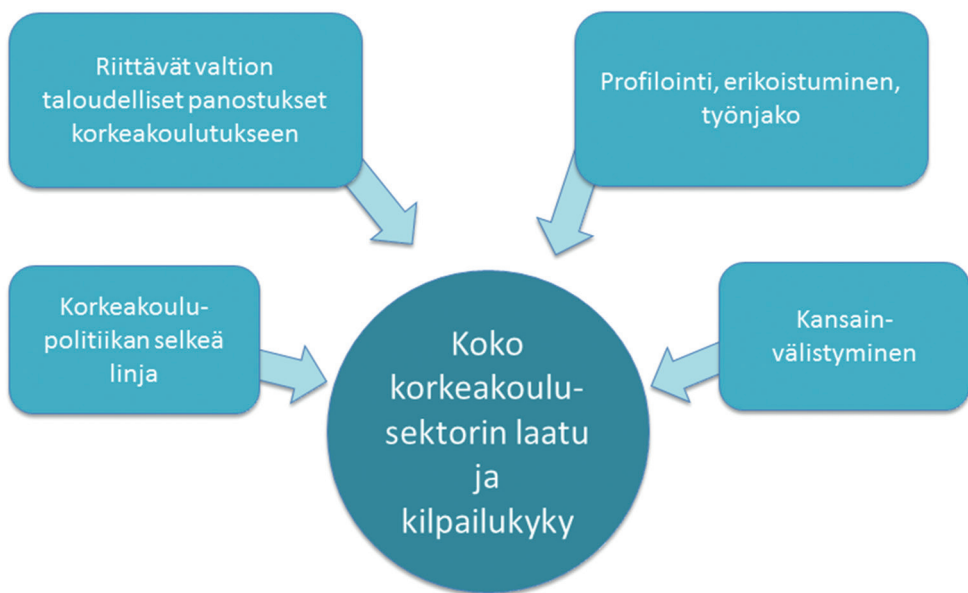 Riittävät valtion
taloudelliset panostukset
korkeakoulutukseen
Profilointi, erikoistuminen,
työnjako
Korkeakoulu-
politiikan selkeä
linja
Kansain-
välistyminen
Koko
korkeakoulu-
sektorin laatu
ja
kilpailukyky